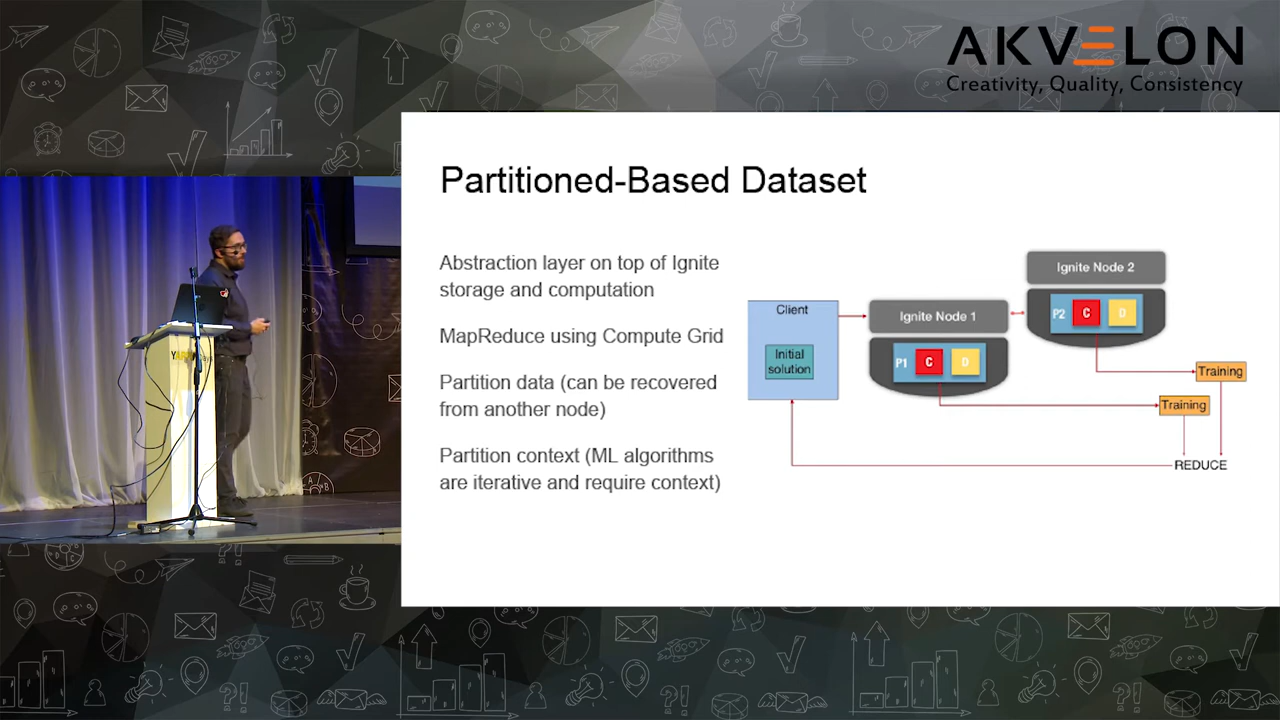 AKVELON
Creativity, Quality, Consistency
Partitioned-Based Dataset
Abstraction layer on top of Ignite
storage and computation
MapReduce using Compute Grid
Partition data (can be recovered
from another node)
Partition context (ML algorithms
are iterative and require context)
Client
Initial
solution
Ignite Node 1
P1 C D
Ignite Node 2
P2 C D
Training
Training
REDUCE